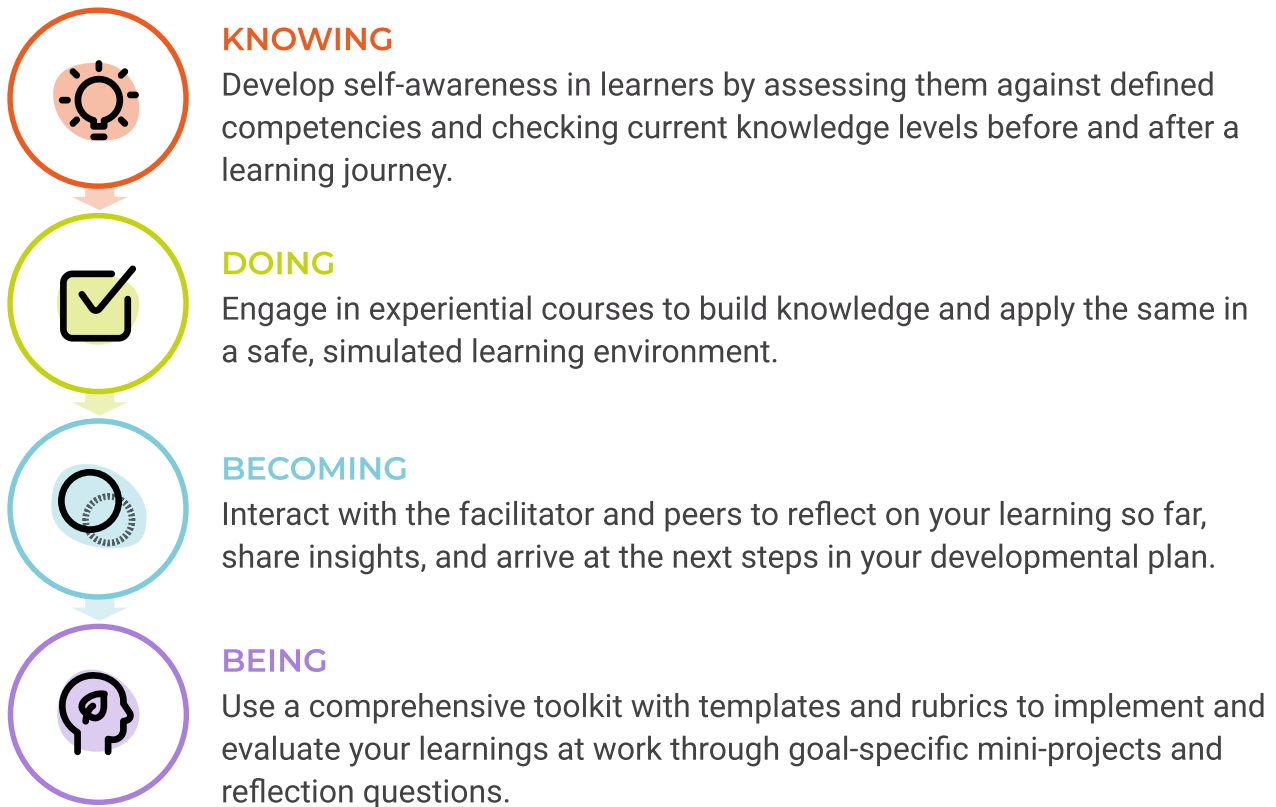 KNOWING
Develop self-awareness in learners by assessing them against defined
competencies and checking current knowledge levels before and after a
learning journey.
DOING
Engage in experiential courses to build knowledge and apply the same in
a safe, simulated learning environment.
BECOMING
Interact with the facilitator and peers to reflect on your learning so far,
share insights, and arrive at the next steps in your developmental plan.
BEING
Use a comprehensive toolkit with templates and rubrics to implement and
evaluate your learnings at work through goal-specific mini-projects and
reflection questions.